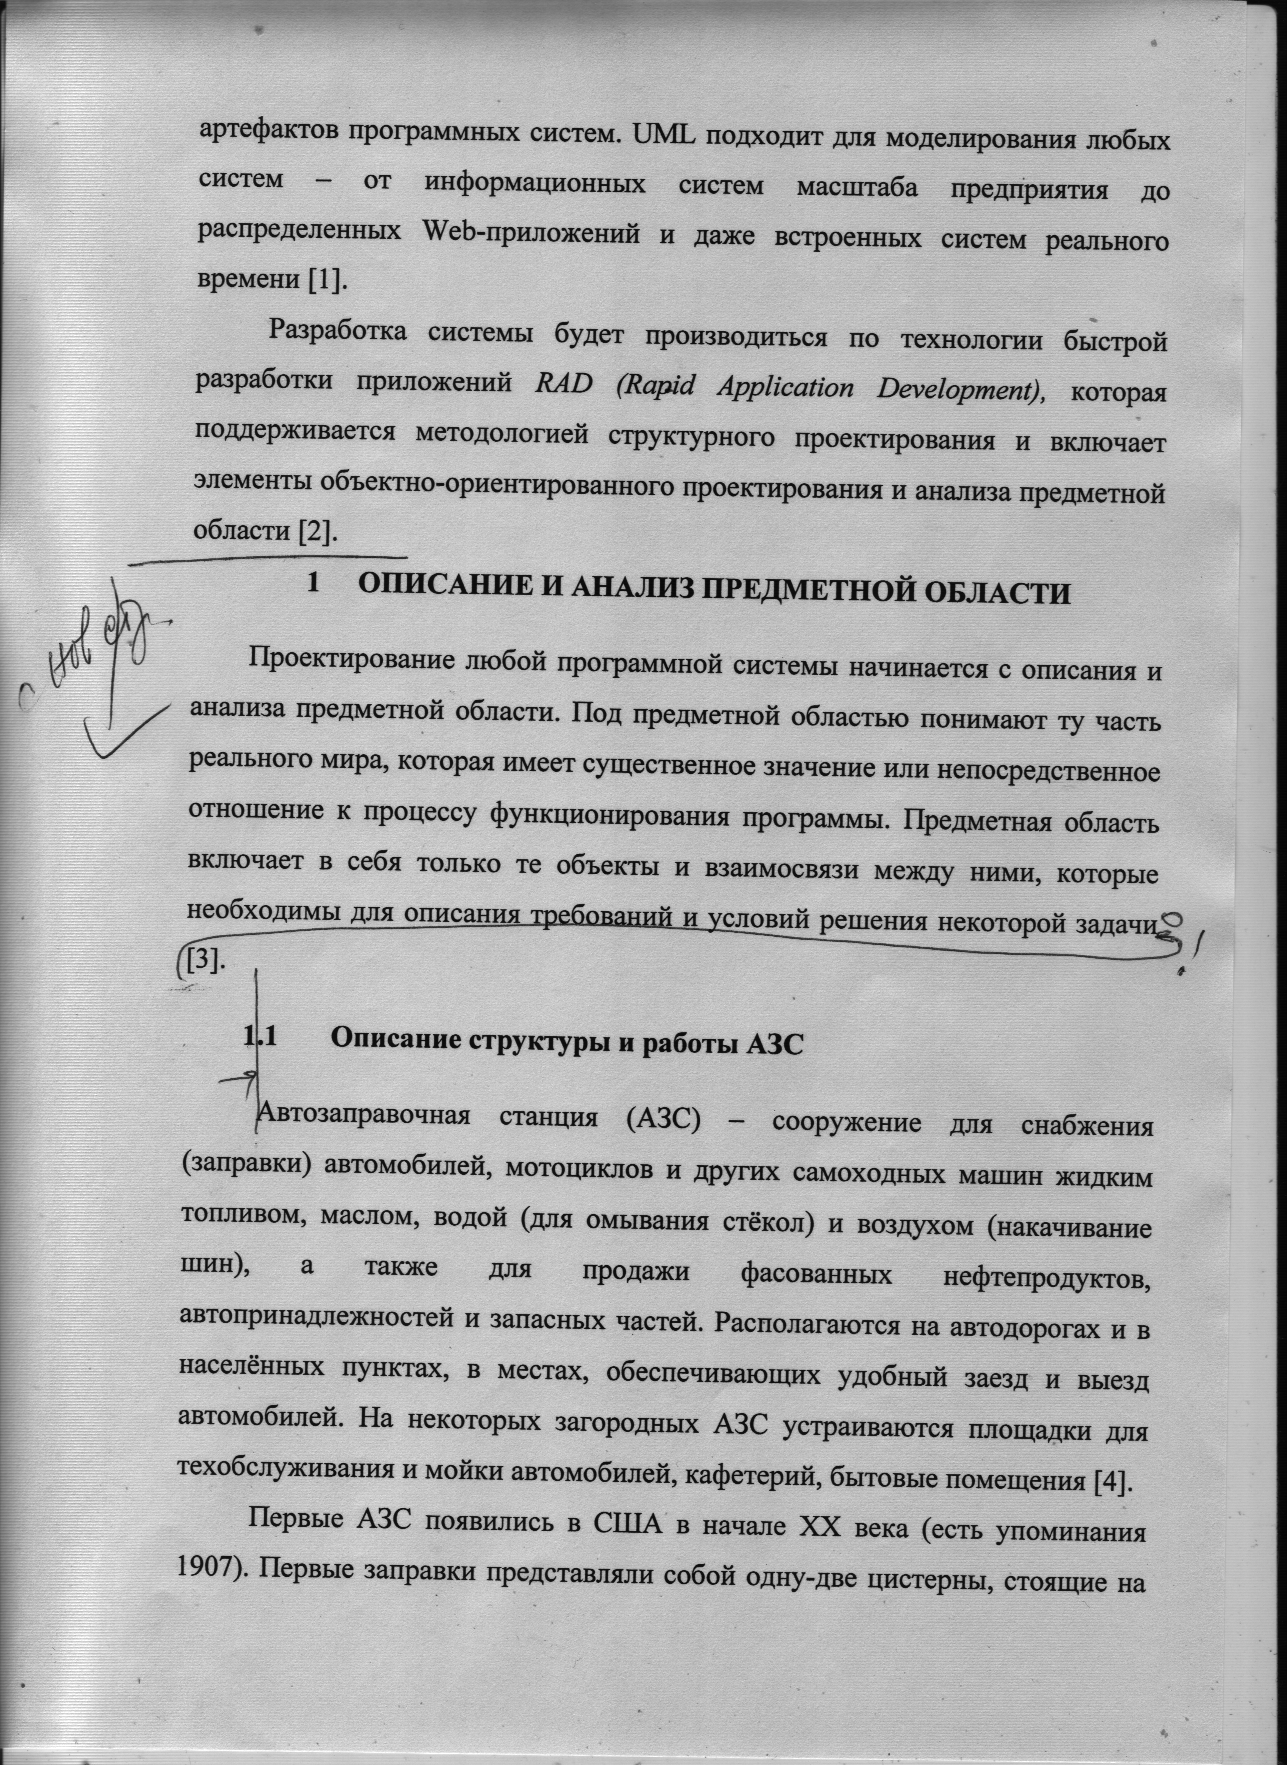 артефактов программных систем. UML подходит для моделирования любых
систем – от информационных систем масштаба предприятия до
распределенных Web-приложений и даже встроенных систем реального
времени [1].
Разработка системы будет производиться по технологии быстрой
разработки приложений RAD (Rapid Application Development), которая
поддерживается методологией структурного проектирования и включает
элементы объектно-ориентированного проектирования и анализа предметной
области [2].
1 ОПИСАНИЕ И АНАЛИЗ ПРЕДМЕТНОЙ ОБЛАСТИ
с нов стр.
Проектирование любой программной системы начинается с описания и
анализа предметной области. Под предметной областью понимают ту часть
реального мира, которая имеет существенное значение или непосредственное
отношение к процессу функционирования программы. Предметная область
включает в себя только те объекты и взаимосвязи между ними, которые
необходимы для описания требований и условий решения некоторой задачи
[3].
1.1 Описание структуры и работы АЗС
Автозаправочная станция (АЗС) – сооружение для снабжения
(заправки) автомобилей, мотоциклов и других самоходных машин жидким
топливом, маслом, водой (для омывания стёкол) и воздухом (накачивание
шин), а также для продажи фасованных нефтепродуктов,
автопринадлежностей и запасных частей. Располагаются на автодорогах и в
населённых пунктах, в местах, обеспечивающих удобный заезд и выезд
автомобилей. На некоторых загородных АЗС устраиваются площадки для
техобслуживания и мойки автомобилей, кафетерий, бытовые помещения [4].
Первые АЗС появились в США в начале XX века (есть упоминания
1907). Первые заправки представляли собой одну-две цистерны, стоящие на